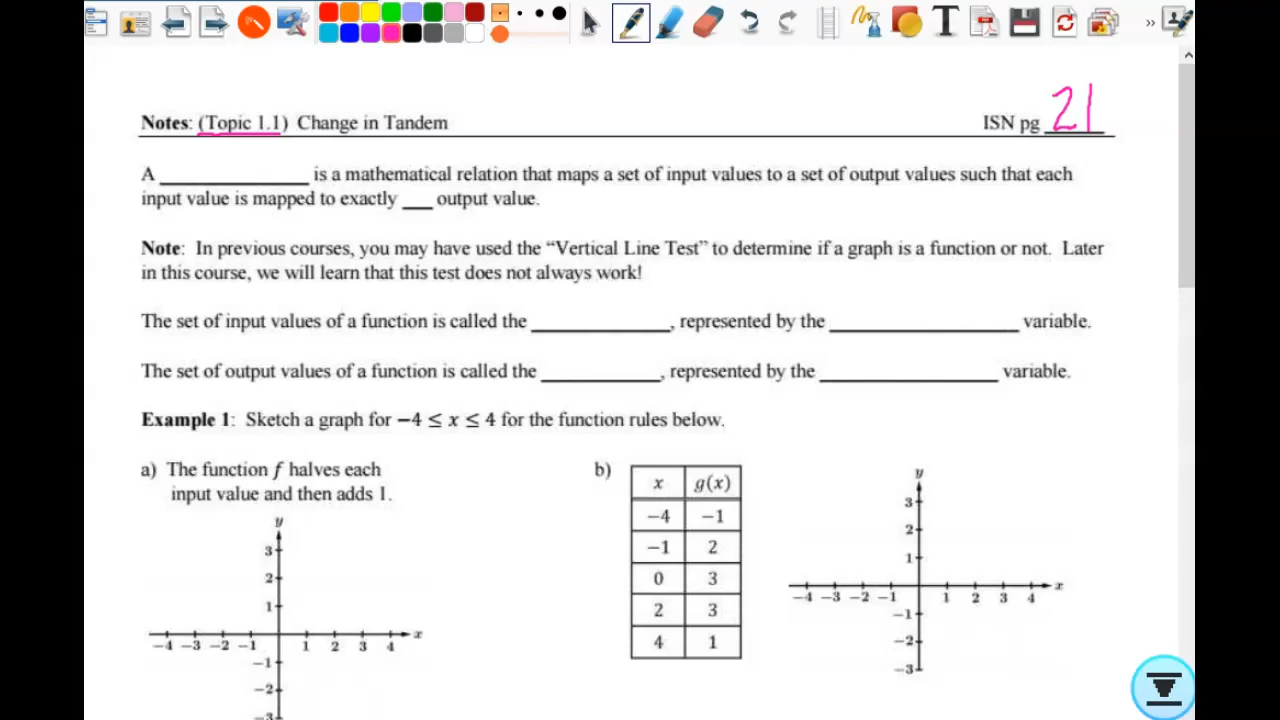 Notes: (Topic 1.1) Change in Tandem ISN pg 21
A ______________ is a mathematical relation that maps a set of input values to a set of output values such that each
input value is mapped to exactly ___ output value.
Note: In previous courses, you may have used the “Vertical Line Test” to determine if a graph is a function or not. Later
in this course, we will learn that this test does not always work!
The set of input values of a function is called the ______________, represented by the ___________________ variable.
The set of output values of a function is called the ____________, represented by the __________________ variable.
Example 1: Sketch a graph for −4 ≤ x ≤ 4 for the function rules below.
a) The function f halves each
input value and then adds 1.
y
3
2
1
−4 −3 −2 −1 1 2 3 4 x
−1
−2
−3
b)
x g(x)
−4 −1
−1 2
0 3
2 3
4 1
y
3
2
1
−4 −3 −2 −1 1 2 3 4 x
−1
−2
−3